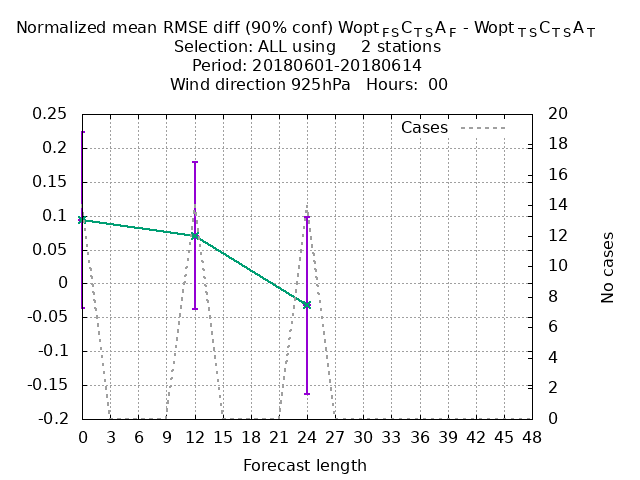 Normalized mean RMSE diff (90% conf) Wopt FS C TS A F - Wopt TS C TS A T
Selection: ALL using 2 stations
Period: 20180601-20180614
Wind direction 925hPa Hours: 00
Cases
0.25
0.2
0.15
0.1
0.05
0
-0.05
-0.1
-0.15
-0.2
20
18
16
14
12
10
8
6
4
2
0
No cases
0 3 6 9 12 15 18 21 24 27 30 33 36 39 42 45 48
Forecast length